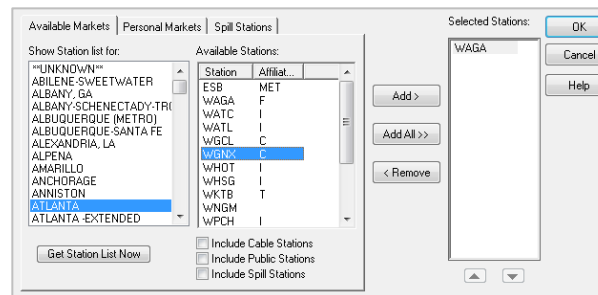 Available Markets Personal Markets Spill Stations
Show Station list for:
**UNKNOWN**
ABILENE-SWEETWATER
ALBANY, GA
ALBANY-SCHENECTADY-TR(
ALBUQUERQUE (METRO)
ALBUQUERQUE-SANTA FE
ALEXANDRIA, LA
ALPENA
AMARILLO
ANCHORAGE
ANNISTON
ATLANTA
ATLANTA -EXTENDED
Get Station List Now
Available Stations:
Station Affiliat...
ESB MET
WAGA F
WATC I
WATL I
WGCL C
WGNX C
WHOT I
WHSG I
WKTB T
WNGM
WPCH I
Include Cable Stations
Include Public Stations
Include Spill Stations
Add >
Add All >>
< Remove
Selected Stations:
WAGA
OK
Cancel
Help